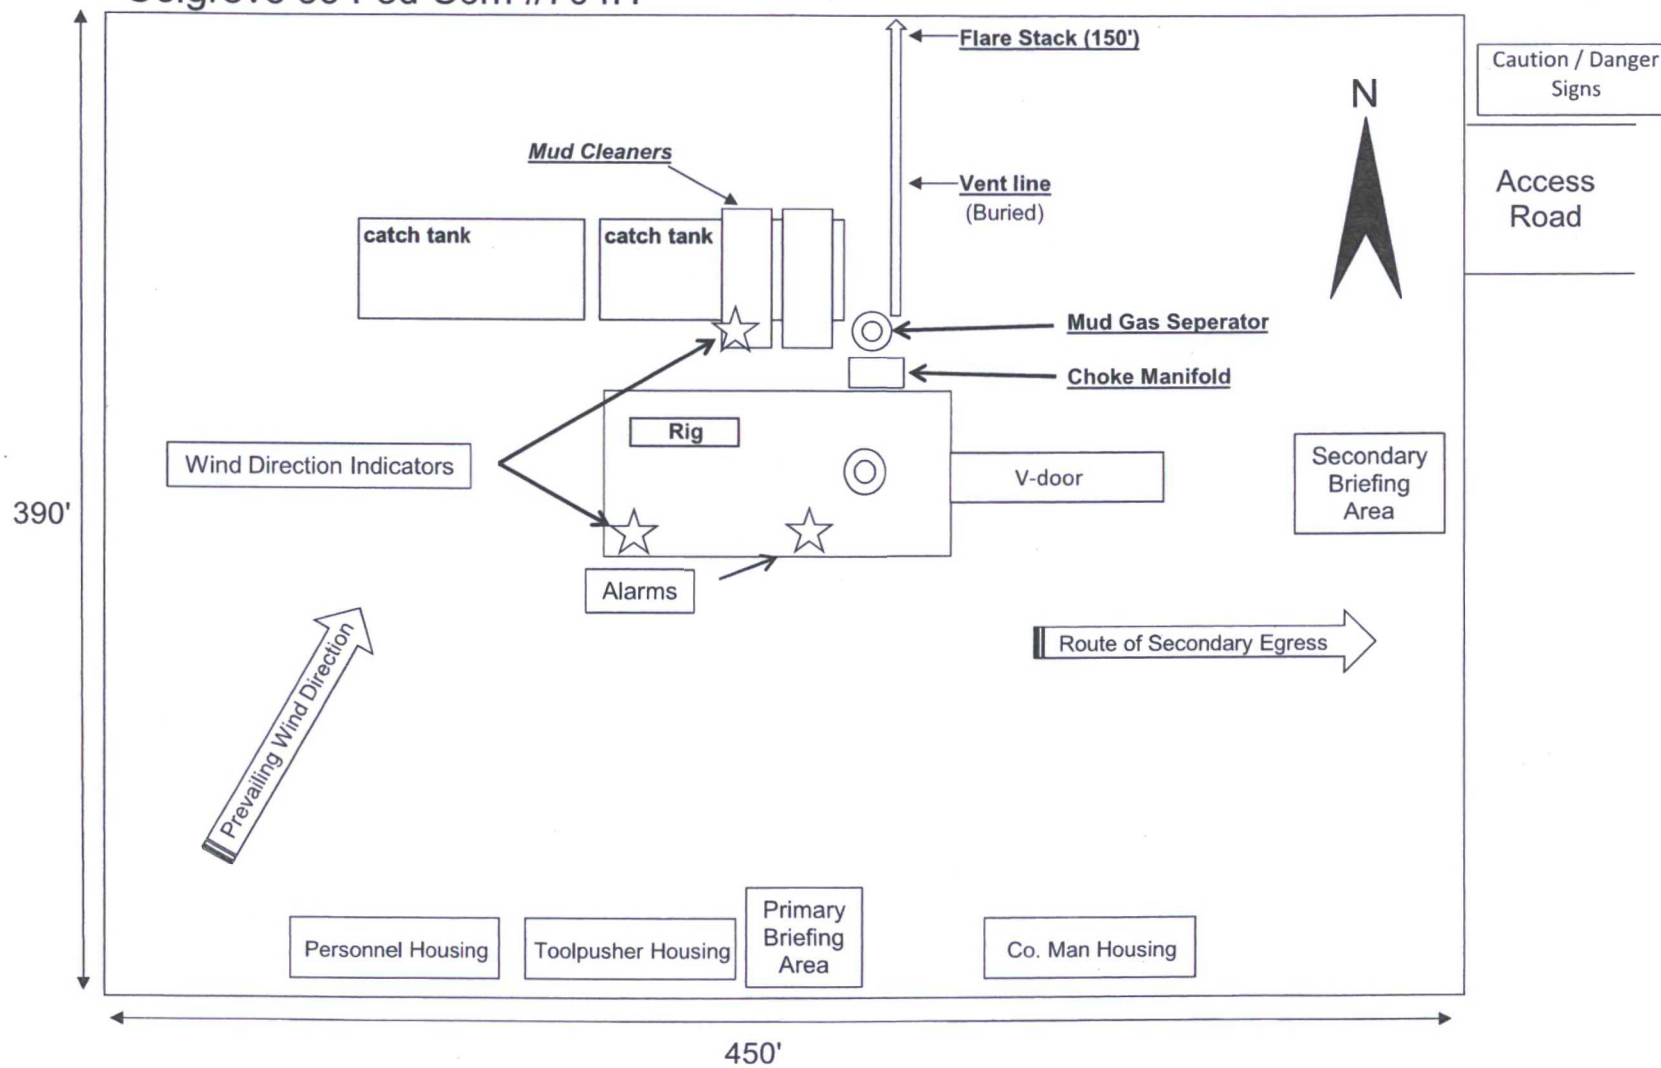 Flare Stack (150')
Caution / Danger
Signs
N
Mud Cleaners
Vent line
(Buried)
Access
Road
catch tank
catch tank
Mud Gas Seperator
Choke Manifold
Rig
Wind Direction Indicators
V-door
Secondary
Briefing
Area
390'
Alarms
Prevailing Wind Direction
Route of Secondary Egress
Primary
Briefing
Area
Personnel Housing
Toolpusher Housing
Co. Man Housing
450'